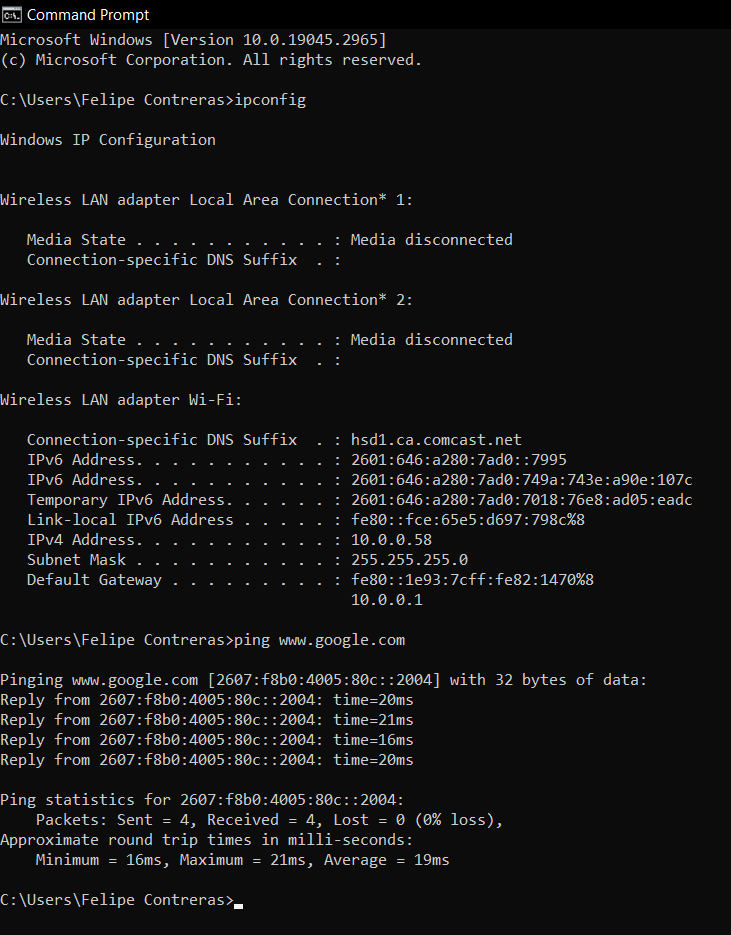 Command Prompt
Microsoft Windows [Version 10.0.19045.2965]
(c) Microsoft Corporation. All rights reserved.
C:\Users\Felipe Contreras>ipconfig
Windows IP Configuration
Wireless LAN adapter Local Area Connection* 1:
   Media State . . . . . . . . . . . : Media disconnected
   Connection-specific DNS Suffix  . :
Wireless LAN adapter Local Area Connection* 2:
   Media State . . . . . . . . . . . : Media disconnected
   Connection-specific DNS Suffix  . :
Wireless LAN adapter Wi-Fi:
   Connection-specific DNS Suffix  . : hsd1.ca.comcast.net
   IPv6 Address. . . . . . . . . . . : 2601:646:a280:7ad0::7995
   IPv6 Address. . . . . . . . . . . : 2601:646:a280:7ad0:749a:743e:a90e:107c
   Temporary IPv6 Address. . . . . . : 2601:646:a280:7ad0:7018:76e8:ad05:eadc
   Link-local IPv6 Address . . . . . : fe80::fce:65e5:d697:798c%8
   IPv4 Address. . . . . . . . . . . : 10.0.0.58
   Subnet Mask . . . . . . . . . . . : 255.255.255.0
   Default Gateway . . . . . . . . . : fe80::1e93:7cff:fe82:1470%8
                                       10.0.0.1
C:\Users\Felipe Contreras>ping www.google.com
Pinging www.google.com [2607:f8b0:4005:80c::2004] with 32 bytes of data:
Reply from 2607:f8b0:4005:80c::2004: time=20ms
Reply from 2607:f8b0:4005:80c::2004: time=21ms
Reply from 2607:f8b0:4005:80c::2004: time=16ms
Reply from 2607:f8b0:4005:80c::2004: time=20ms
Ping statistics for 2607:f8b0:4005:80c::2004:
    Packets: Sent = 4, Received = 4, Lost = 0 (0% loss),
Approximate round trip times in milli-seconds:
    Minimum = 16ms, Maximum = 21ms, Average = 19ms
C:\Users\Felipe Contreras>